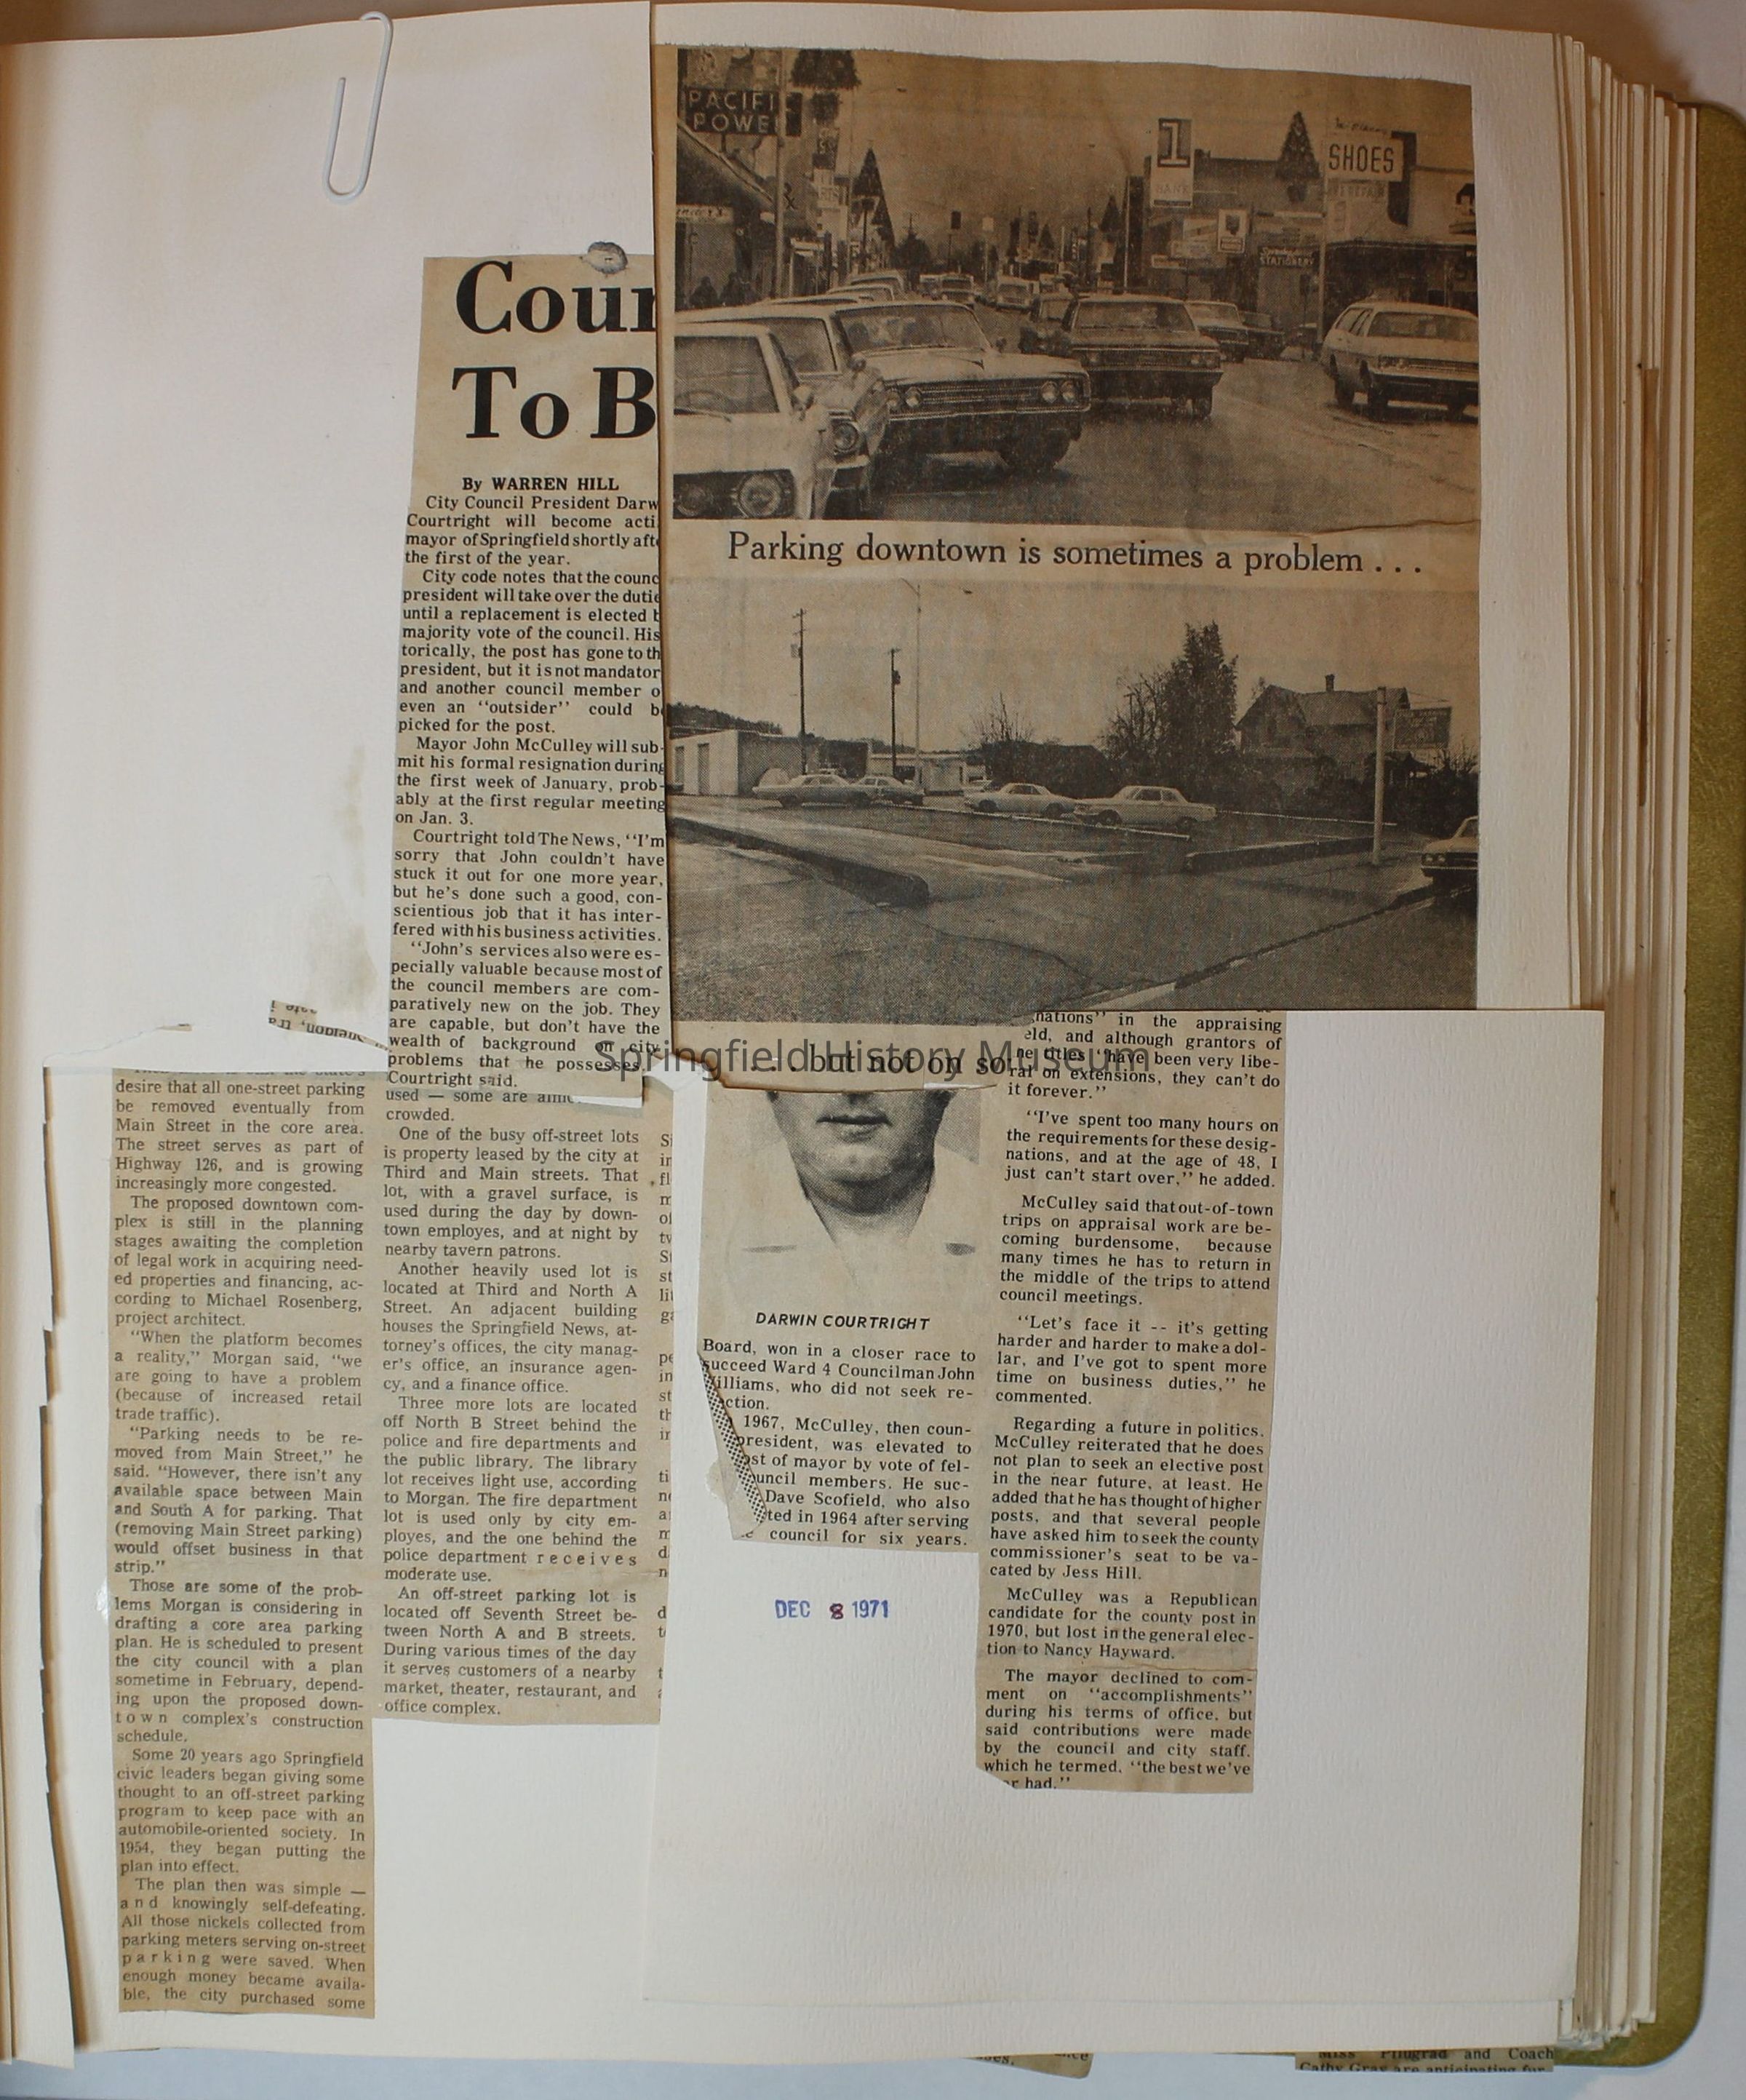 PACIFI
POWE
1
BANK
SHOES
STATIONERY
Parking downtown is sometimes a problem . . .
. . . but not on so
Cour
To B
By WARREN HILL
City Council President Darw
Courtright will become acti
mayor of Springfield shortly aft
the first of the year.
City code notes that the counc
president will take over the dutie
until a replacement is elected b
majority vote of the council. His
torically, the post has gone to th
president, but it is not mandator
and another council member o
even an "outsider" could b
picked for the post.
Mayor John McCulley will sub-
mit his formal resignation during
the first week of January, prob-
ably at the first regular meeting
on Jan. 3.
Courtright told The News, "I'm
sorry that John couldn't have
stuck it out for one more year,
but he's done such a good, con-
scientious job that it has inter-
fered with his business activities.
"John's services also were es-
pecially valuable because most of
the council members are com-
paratively new on the job. They
are capable, but don't have the
wealth of background on city
problems that he possesses,
Courtright said.
Springfield History Museum
desire that all one-street parking
be removed eventually from
Main Street in the core area.
The street serves as part of
Highway 126, and is growing
increasingly more congested.
The proposed downtown com-
plex is still in the planning
stages awaiting the completion
of legal work in acquiring need-
ed properties and financing, ac-
cording to Michael Rosenberg,
project architect.
"When the platform becomes
a reality," Morgan said, "we
are going to have a problem
(because of increased retail
trade traffic).
"Parking needs to be re-
moved from Main Street," he
said. "However, there isn't any
available space between Main
and South A for parking. That
(removing Main Street parking)
would offset business in that
strip."
Those are some of the prob-
lems Morgan is considering in
drafting a core area parking
plan. He is scheduled to present
the city council with a plan
sometime in February, depend-
ing upon the proposed down-
town complex's construction
schedule.
Some 20 years ago Springfield
civic leaders began giving some
thought to an off-street parking
program to keep pace with an
automobile-oriented society. In
1954, they began putting the
plan into effect.
The plan then was simple —
and knowingly self-defeating.
All those nickels collected from
parking meters serving on-street
parking were saved. When
enough money became availa-
ble, the city purchased some
used — some are
crowded.
One of the busy off-street lots
is property leased by the city at
Third and Main streets. That
lot, with a gravel surface, is
used during the day by down-
town employes, and at night by
nearby tavern patrons.
Another heavily used lot is
located at Third and North A
Street. An adjacent building
houses the Springfield News, at-
torney's offices, the city manag-
er's office, an insurance agen-
cy, and a finance office.
Three more lots are located
off North B Street behind the
police and fire departments and
the public library. The library
lot receives light use, according
to Morgan. The fire department
lot is used only by city em-
ployes, and the one behind the
police department receives
moderate use.
An off-street parking lot is
located off Seventh Street be-
tween North A and B streets.
During various times of the day
it serves customers of a nearby
market, theater, restaurant, and
office complex.
DARWIN COURTRIGHT
Board, won in a closer race to
succeed Ward 4 Councilman John
illiams, who did not seek re-
ction.
1967, McCulley, then coun-
president, was elevated to
ost of mayor by vote of fel-
uncil members. He suc-
Dave Scofield, who also
ted in 1964 after serving
council for six years.
DEC 8 1971
nations" in the appraising
eld, and although grantors of
he titles "have been very libe-
ral on extensions, they can't do
it forever."
"I've spent too many hours on
the requirements for these desig-
nations, and at the age of 48, I
just can't start over," he added.
McCulley said that out-of-town
trips on appraisal work are be-
coming burdensome, because
many times he has to return in
the middle of the trips to attend
council meetings.
"Let's face it -- it's getting
harder and harder to make a dol-
lar, and I've got to spent more
time on business duties," he
commented.
Regarding a future in politics,
McCulley reiterated that he does
not plan to seek an elective post
in the near future, at least. He
added that he has thought of higher
posts, and that several people
have asked him to seek the county
commissioner's seat to be va-
cated by Jess Hill.
McCulley was a Republican
candidate for the county post in
1970, but lost in the general elec-
tion to Nancy Hayward.
The mayor declined to com-
ment on "accomplishments"
during his terms of office, but
said contributions were made
by the council and city staff,
which he termed, "the best we've
r had."
Miss Pflugrad and Coach
Cathy Gray are anticipating